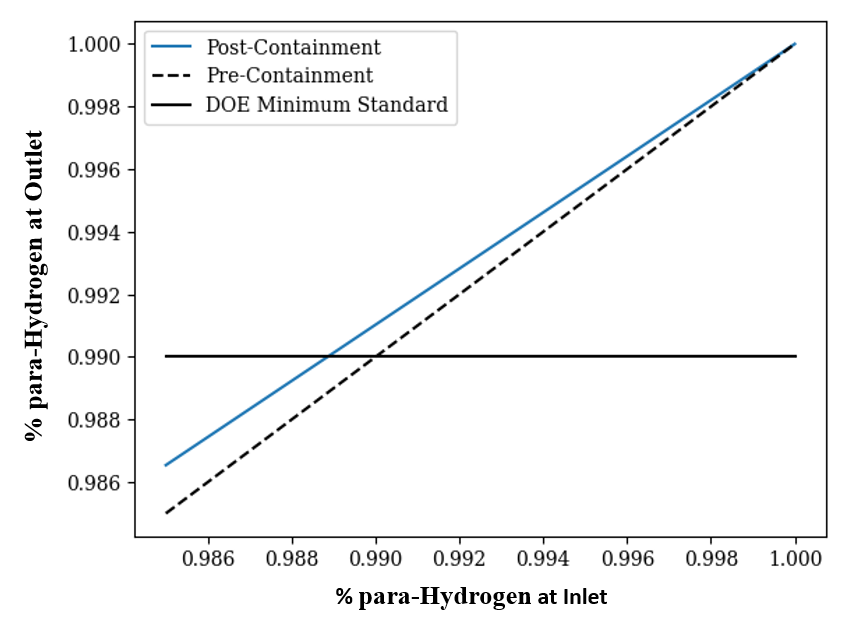 Post-Containment
Pre-Containment
DOE Minimum Standard
% para-Hydrogen at Outlet
1.000
0.998
0.996
0.994
0.992
0.990
0.988
0.986
0.986 0.988 0.990 0.992 0.994 0.996 0.998 1.000
% para-Hydrogen at Inlet